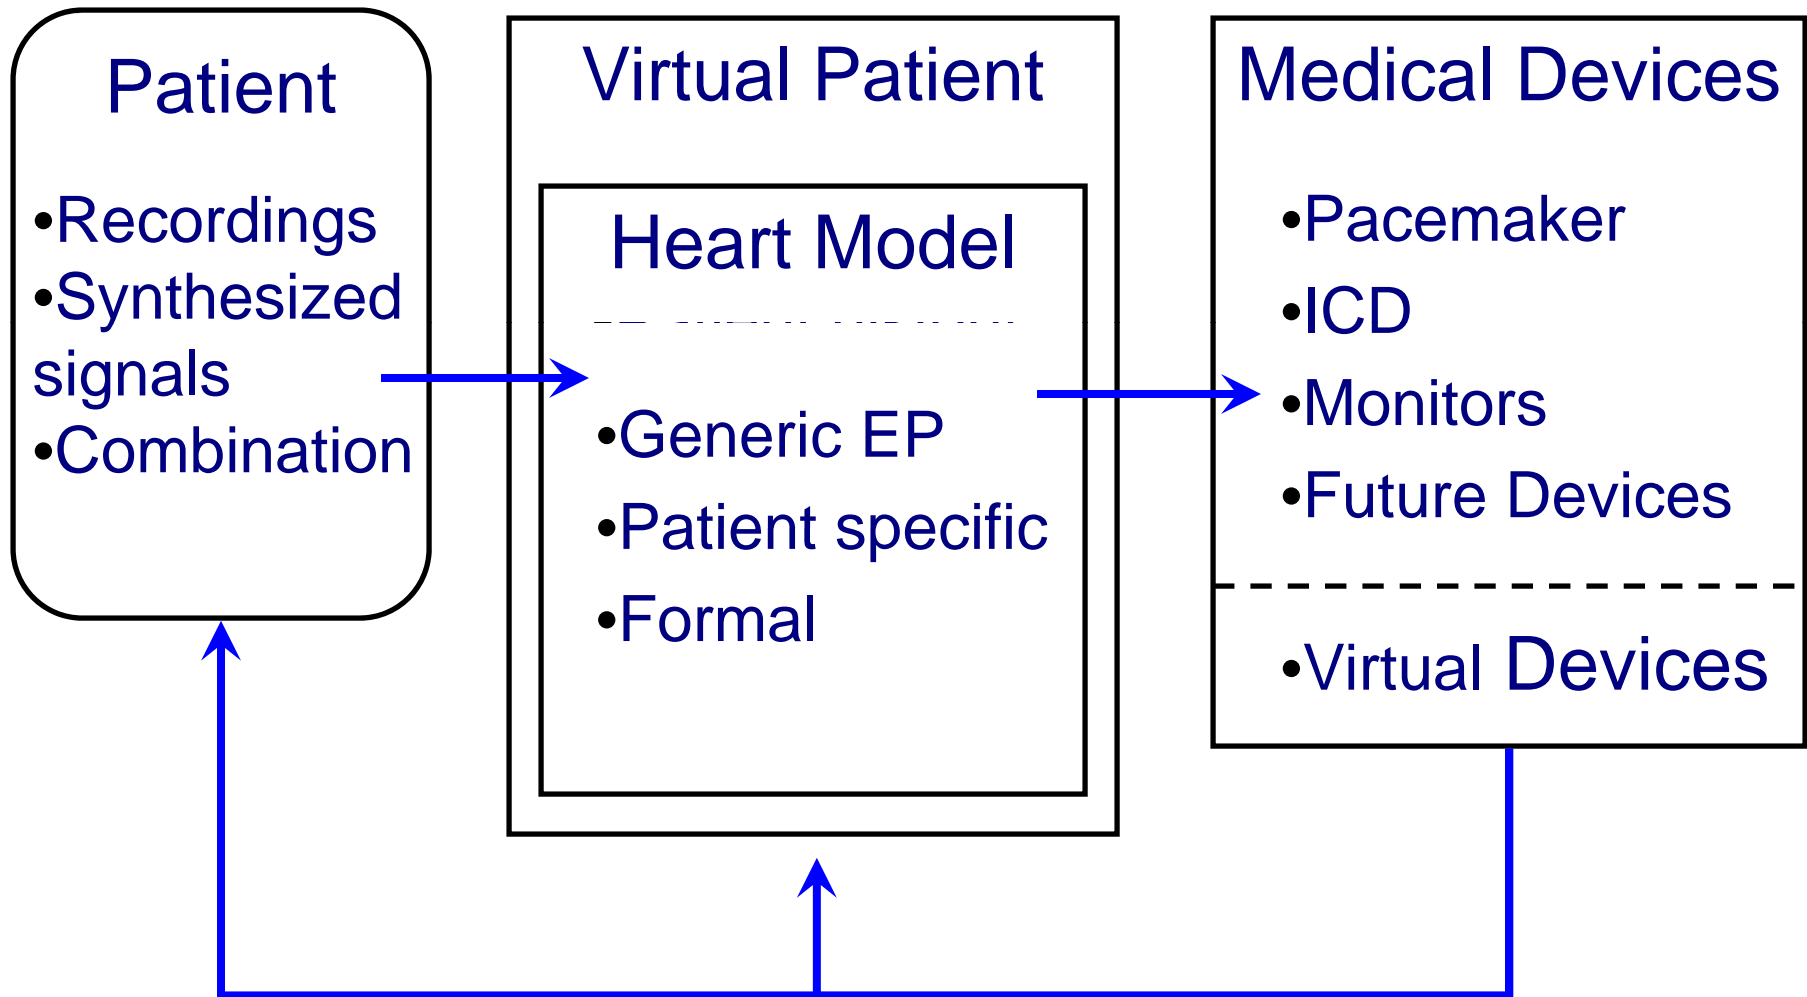 Patient
•Recordings
•Synthesized
signals
•Combination
Virtual Patient
Heart Model
•Generic EP
•Patient specific
•Formal
Medical Devices
•Pacemaker
•ICD
•Monitors
•Future Devices
•Virtual Devices